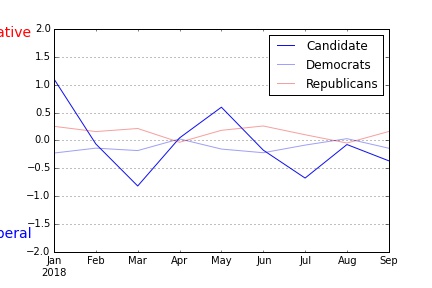 ative
2.0
1.5
1.0
0.5
0.0
−0.5
−1.0
−1.5
−2.0
beral
Candidate
Democrats
Republicans
Jan Feb Mar Apr May Jun Jul Aug Sep
2018